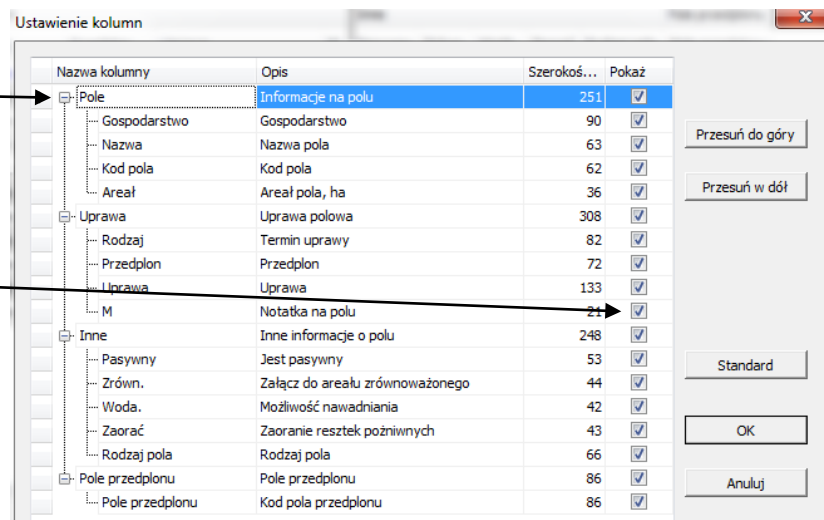 Ustawienie kolumn
Nazwa kolumny Opis Szerokoś... Pokaż
Pole Informacje na polu 251
Gospodarstwo Gospodarstwo 90
Nazwa Nazwa pola 63
Kod pola Kod pola 62
Areał Areał pola, ha 36
Uprawa Uprawa polowa 308
Rodzaj Termin uprawy 82
Przedplon Przedplon 72
Uprawa Uprawa 133
M Notatka na polu 21
Inne Inne informacje o polu 248
Pasywny Jest pasywny 53
Zrówn. Załącz do areału zrównoważonego 44
Woda. Możliwość nawadniania 42
Zaorać Zaoranie resztek pożniwnych 43
Rodzaj pola Rodzaj pola 66
Pole przedplonu Pole przedplonu 86
Pole przedplonu Kod pola przedplonu 86
Przesuń do góry
Przesuń w dół
Standard
OK
Anuluj